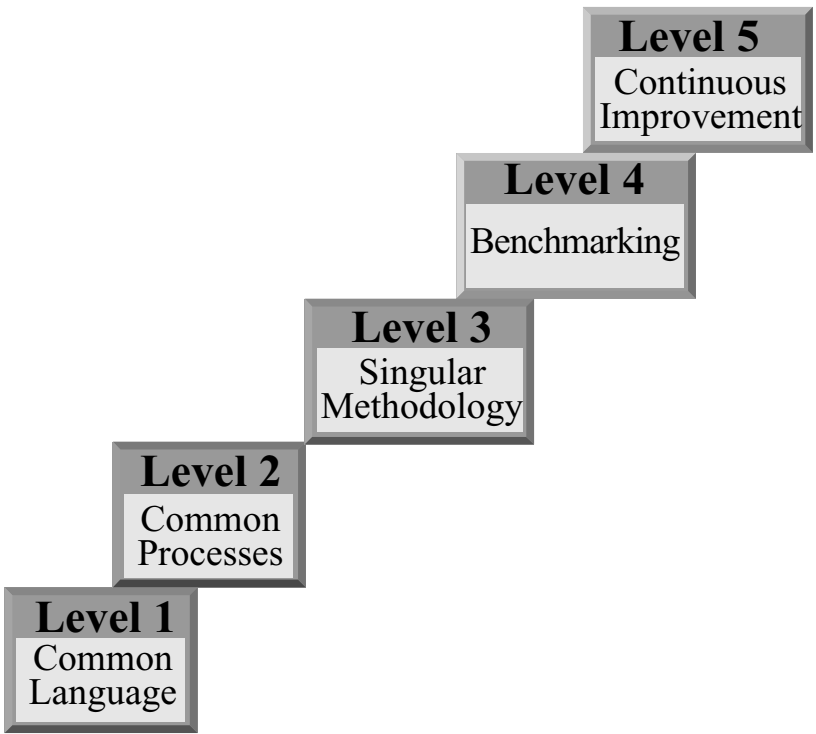 Level 5
Continuous
Improvement
Level 4
Benchmarking
Level 3
Singular
Methodology
Level 2
Common
Processes
Level 1
Common
Language